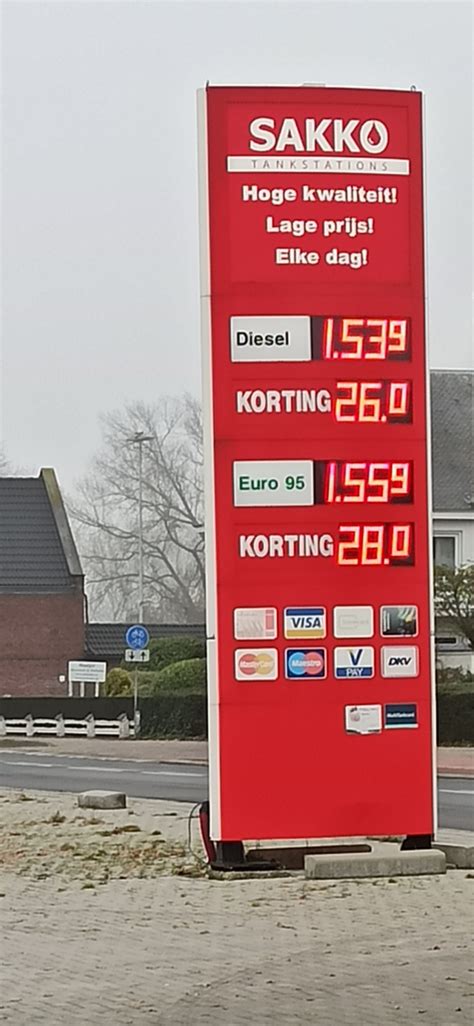 SAKKO
TANKSTATIONS
Hoge kwaliteit!
Lage prijs!
Elke dag!
Diesel 1.539
KORTING 26.0
Euro 95 1.559
KORTING 28.0
VISA
MasterCard Maestro V PAY DKV